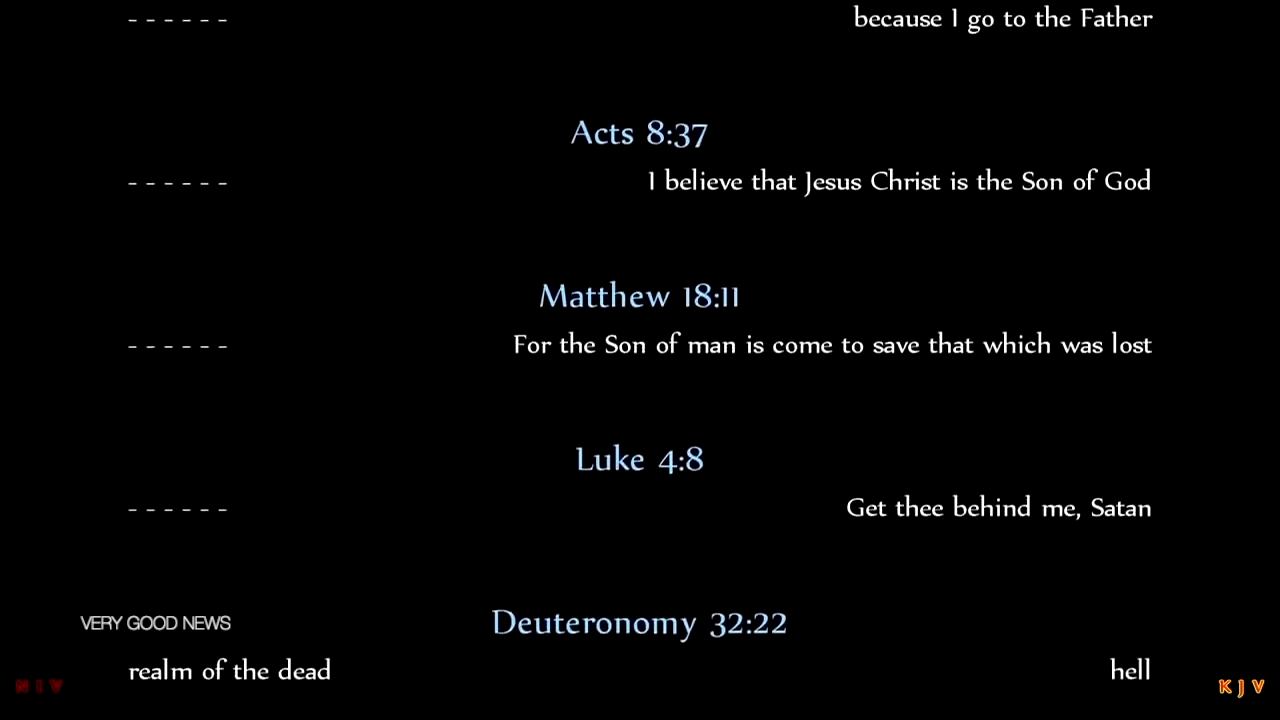 - - - - - - because I go to the Father
Acts 8:37
- - - - - - I believe that Jesus Christ is the Son of God
Matthew 18:11
- - - - - - For the Son of man is come to save that which was lost
Luke 4:8
- - - - - - Get thee behind me, Satan
VERY GOOD NEWS
Deuteronomy 32:22
realm of the dead hell
NIV KJV